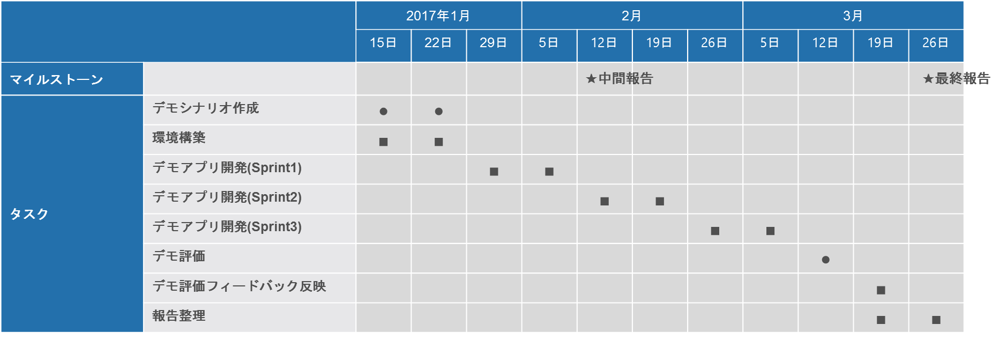 2017年1月 2月 3月
15日 22日 29日 5日 12日 19日 26日 5日 12日 19日 26日
マイルストーン ★中間報告 ★最終報告
タスク
デモシナリオ作成 ● ●
環境構築 ■ ■
デモアプリ開発(Sprint1) ■ ■
デモアプリ開発(Sprint2) ■ ■
デモアプリ開発(Sprint3) ■ ■
デモ評価 ●
デモ評価フィードバック反映 ■
報告整理 ■ ■